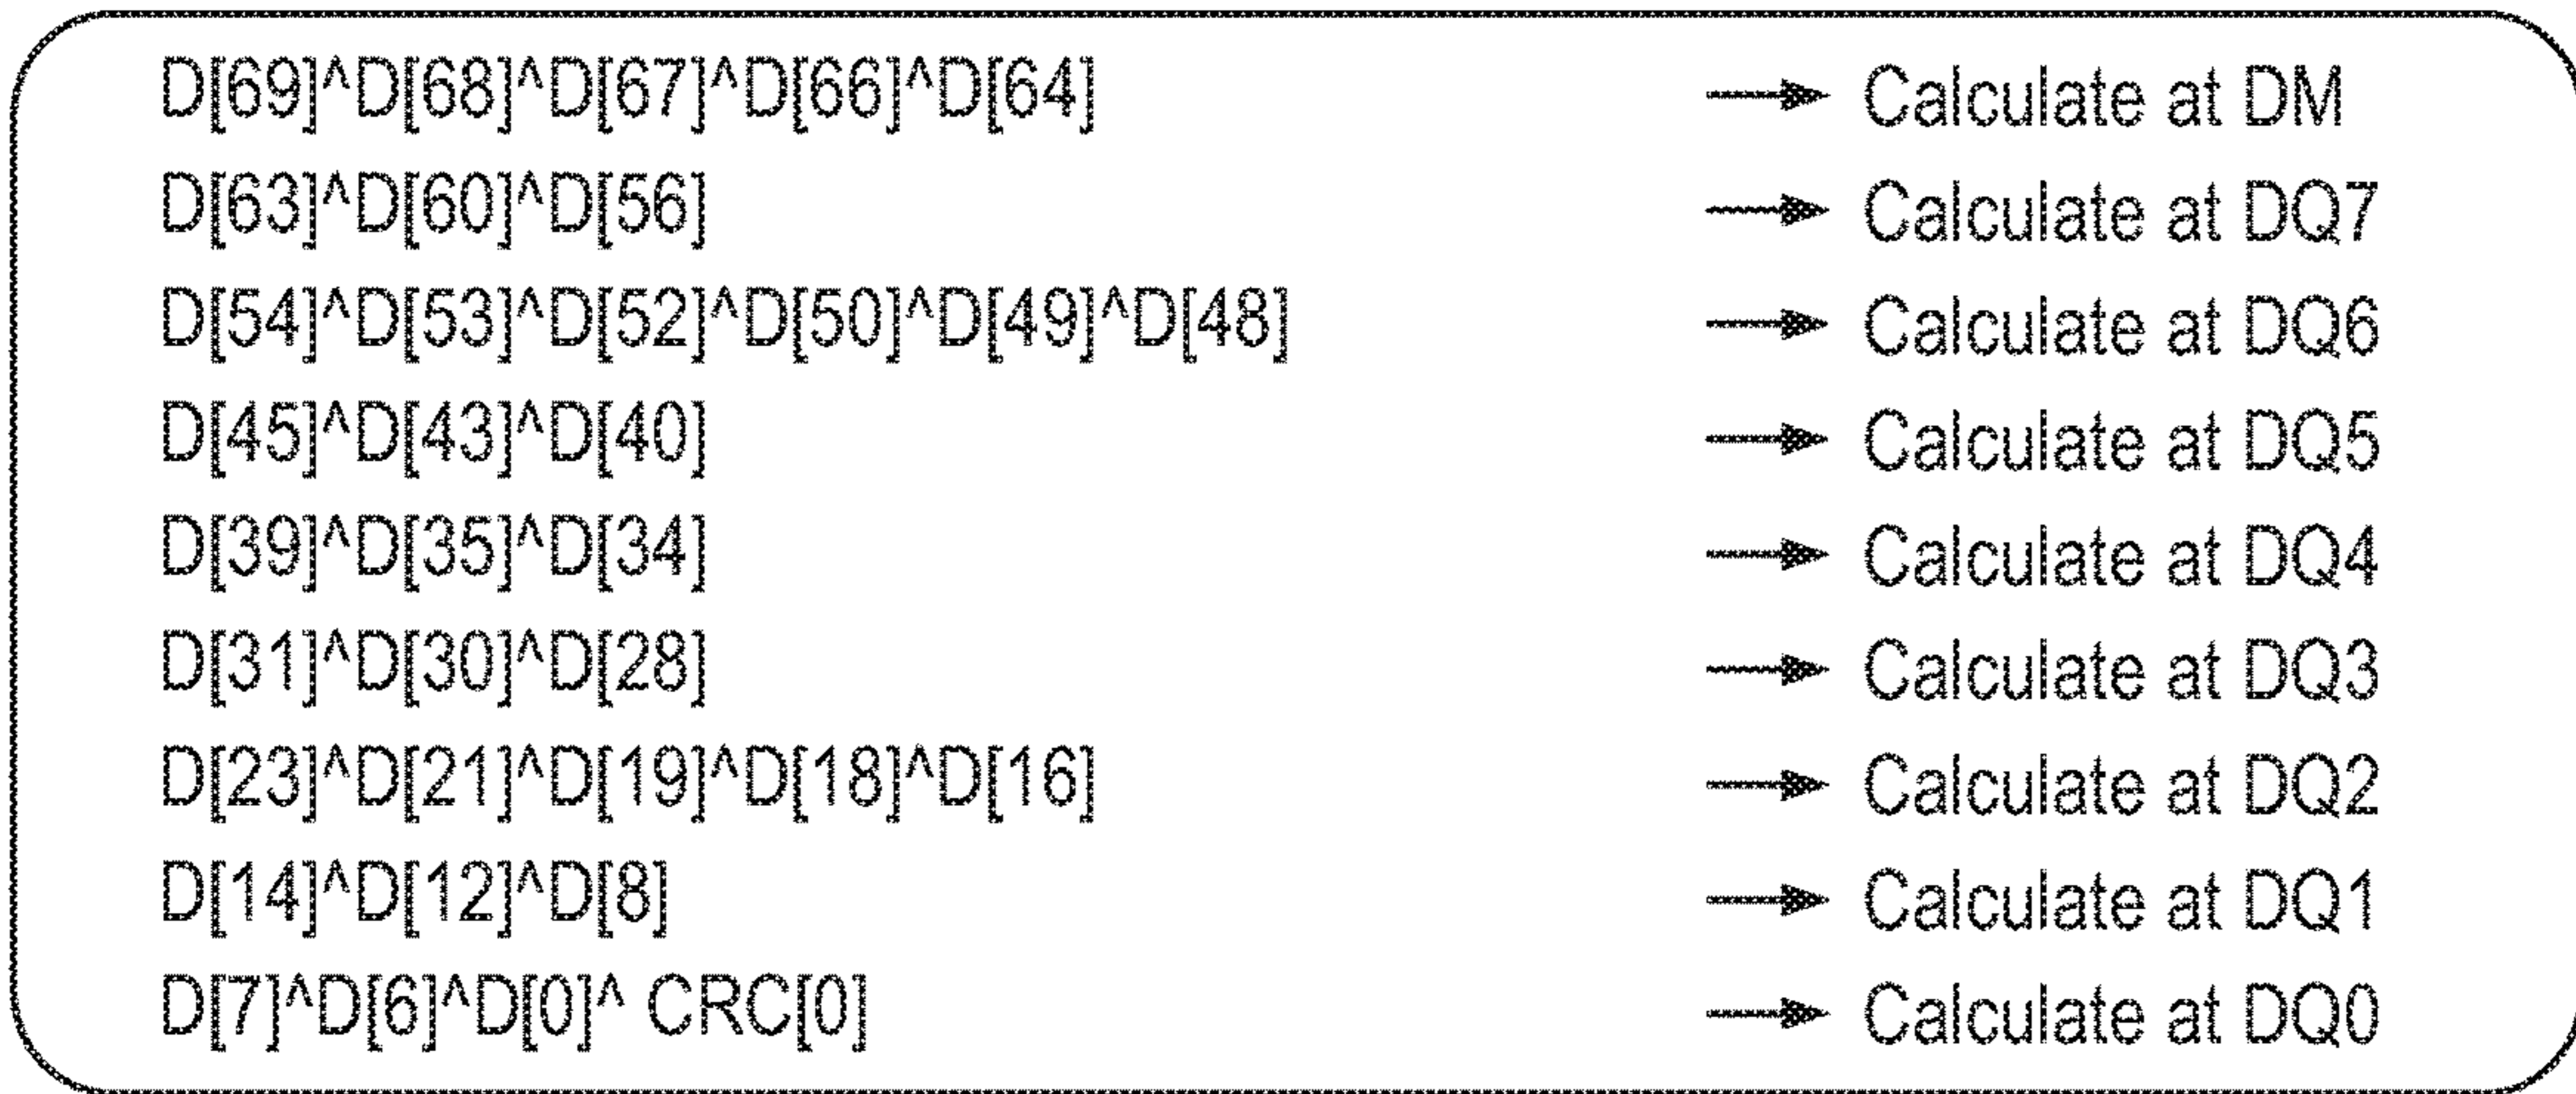 D[69]^D[68]^D[67]^D[66]^D[64] → Calculate at DM
D[63]^D[60]^D[56] → Calculate at DQ7
D[54]^D[53]^D[52]^D[50]^D[49]^D[48] → Calculate at DQ6
D[45]^D[43]^D[40] → Calculate at DQ5
D[39]^D[35]^D[34] → Calculate at DQ4
D[31]^D[30]^D[28] → Calculate at DQ3
D[23]^D[21]^D[19]^D[18]^D[16] → Calculate at DQ2
D[14]^D[12]^D[8] → Calculate at DQ1
D[7]^D[6]^D[0]^ CRC[0] → Calculate at DQ0